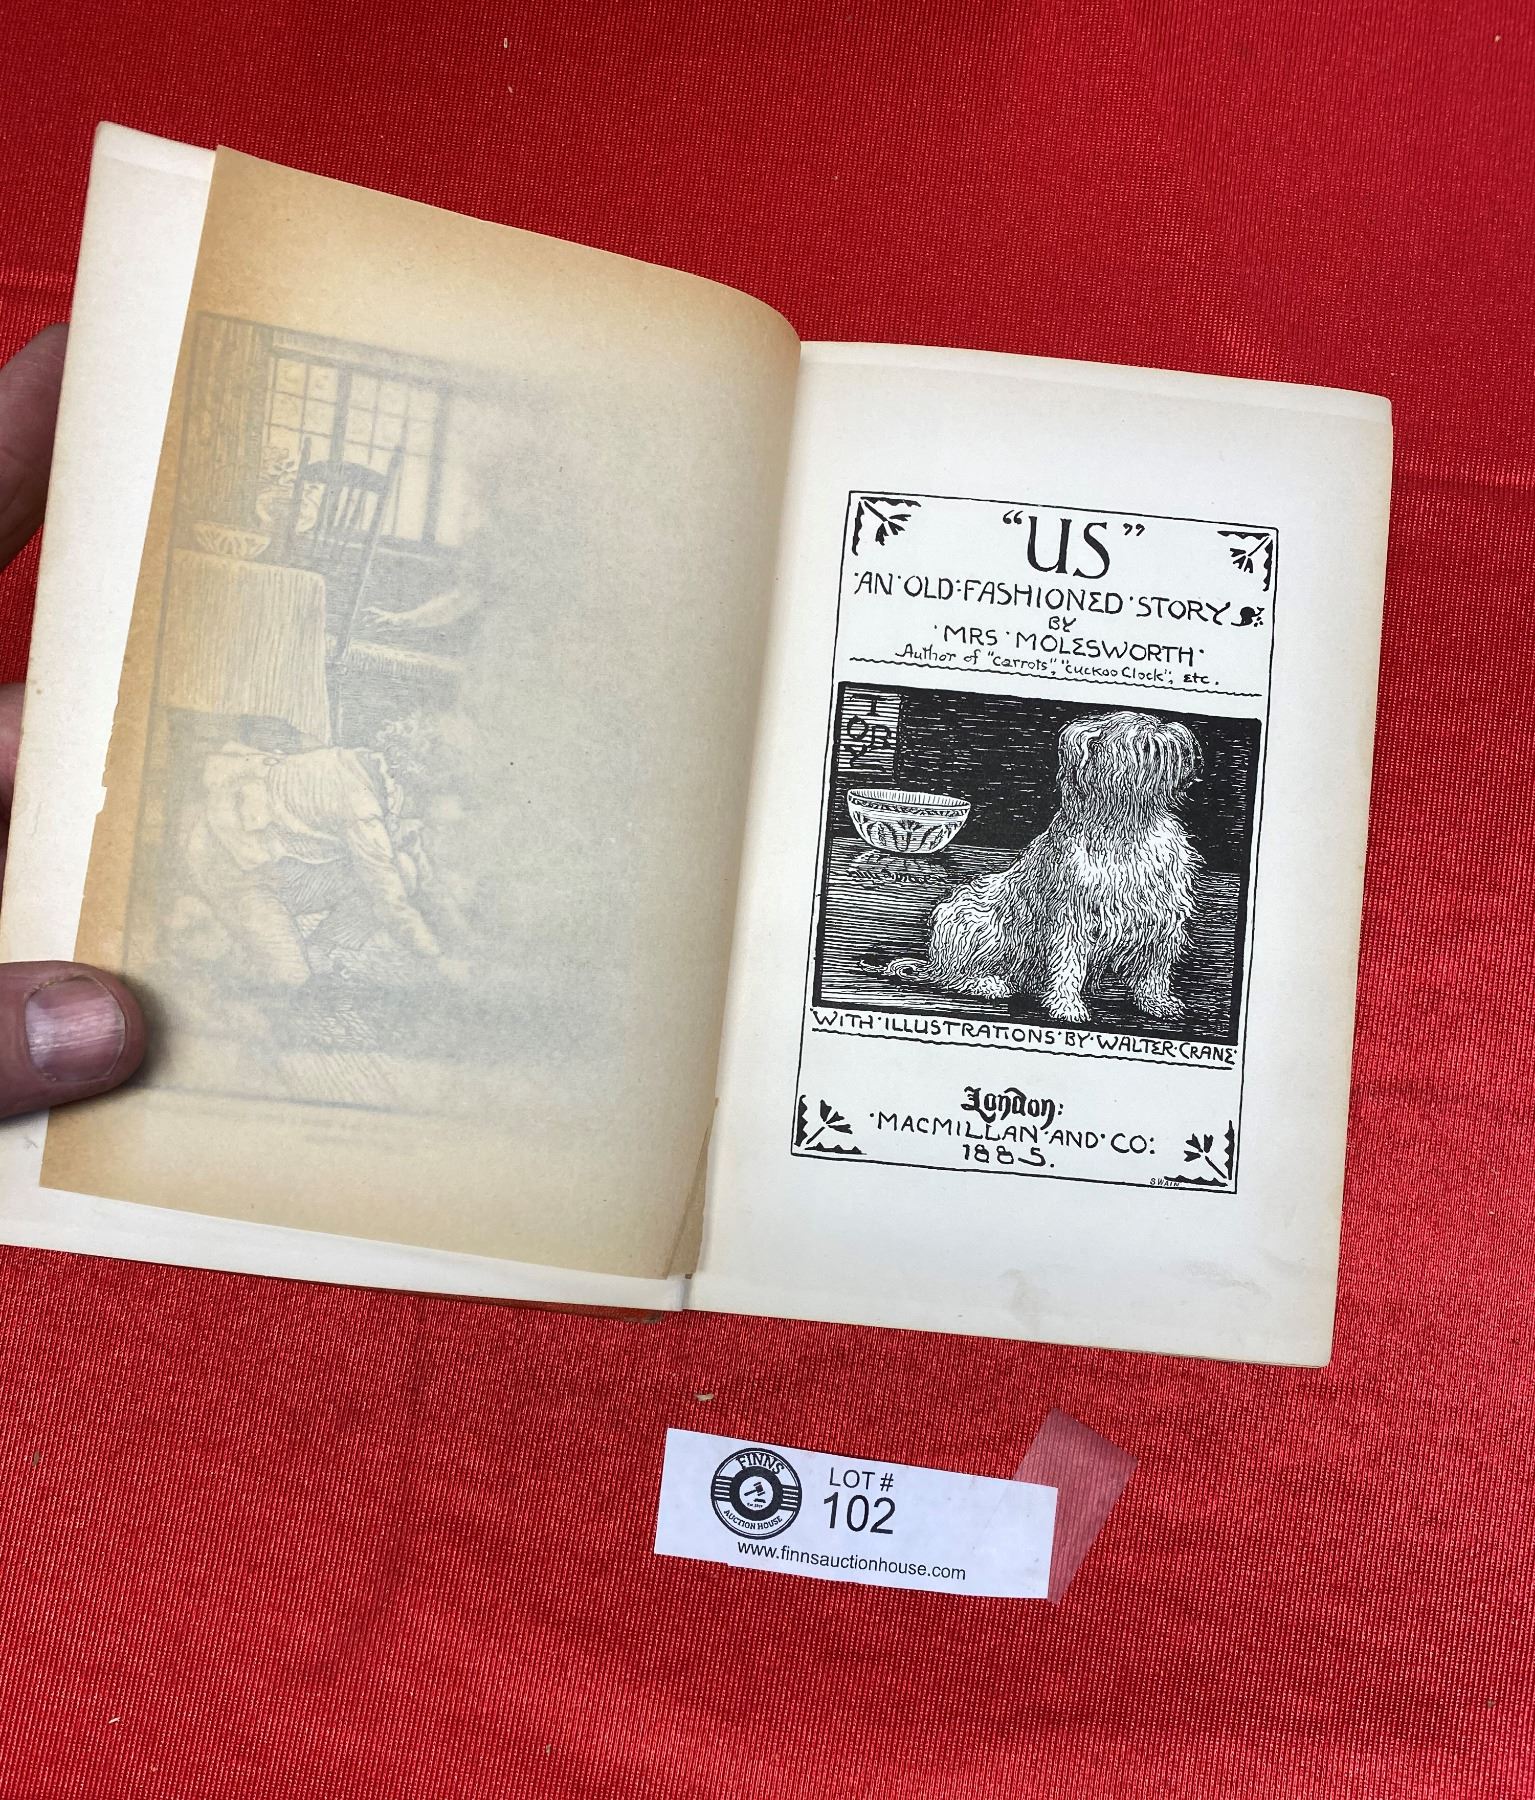 “US”
·AN·OLD·FASHIONED·STORY
BY
·MRS·MOLESWORTH·
Author of "Carrots", "Cuckoo Clock", etc.
TORY
WITH·ILLUSTRATIONS·BY·WALTER·CRANE·
London:
·MACMILLAN·AND·CO:
1885.
SWAIN
FINNS
AUCTION HOUSE
LOT #
102
www.finnsauctionhouse.com